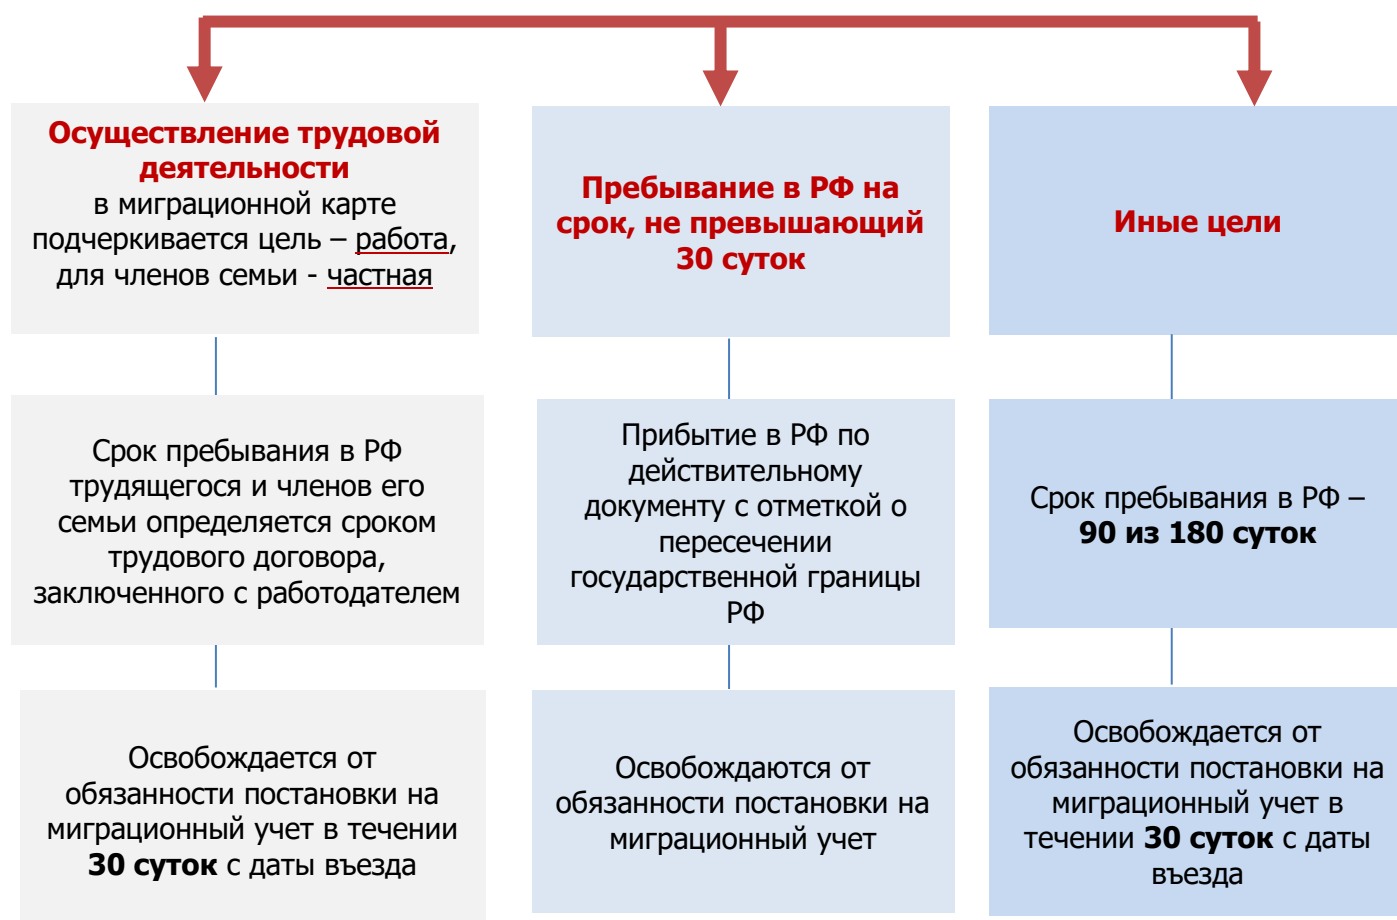 Осуществление трудовой
деятельности
в миграционной карте
подчеркивается цель – работа,
для членов семьи - частная
Срок пребывания в РФ
трудящегося и членов его
семьи определяется сроком
трудового договора,
заключенного с работодателем
Освобождается от
обязанности постановки на
миграционный учет в течении
30 суток с даты въезда
Пребывание в РФ на
срок, не превышающий
30 суток
Прибытие в РФ по
действительному
документу с отметкой о
пересечении
государственной границы
РФ
Освобождаются от
обязанности постановки на
миграционный учет
Иные цели
Срок пребывания в РФ –
90 из 180 суток
Освобождается от
обязанности постановки на
миграционный учет в
течении 30 суток с даты
въезда